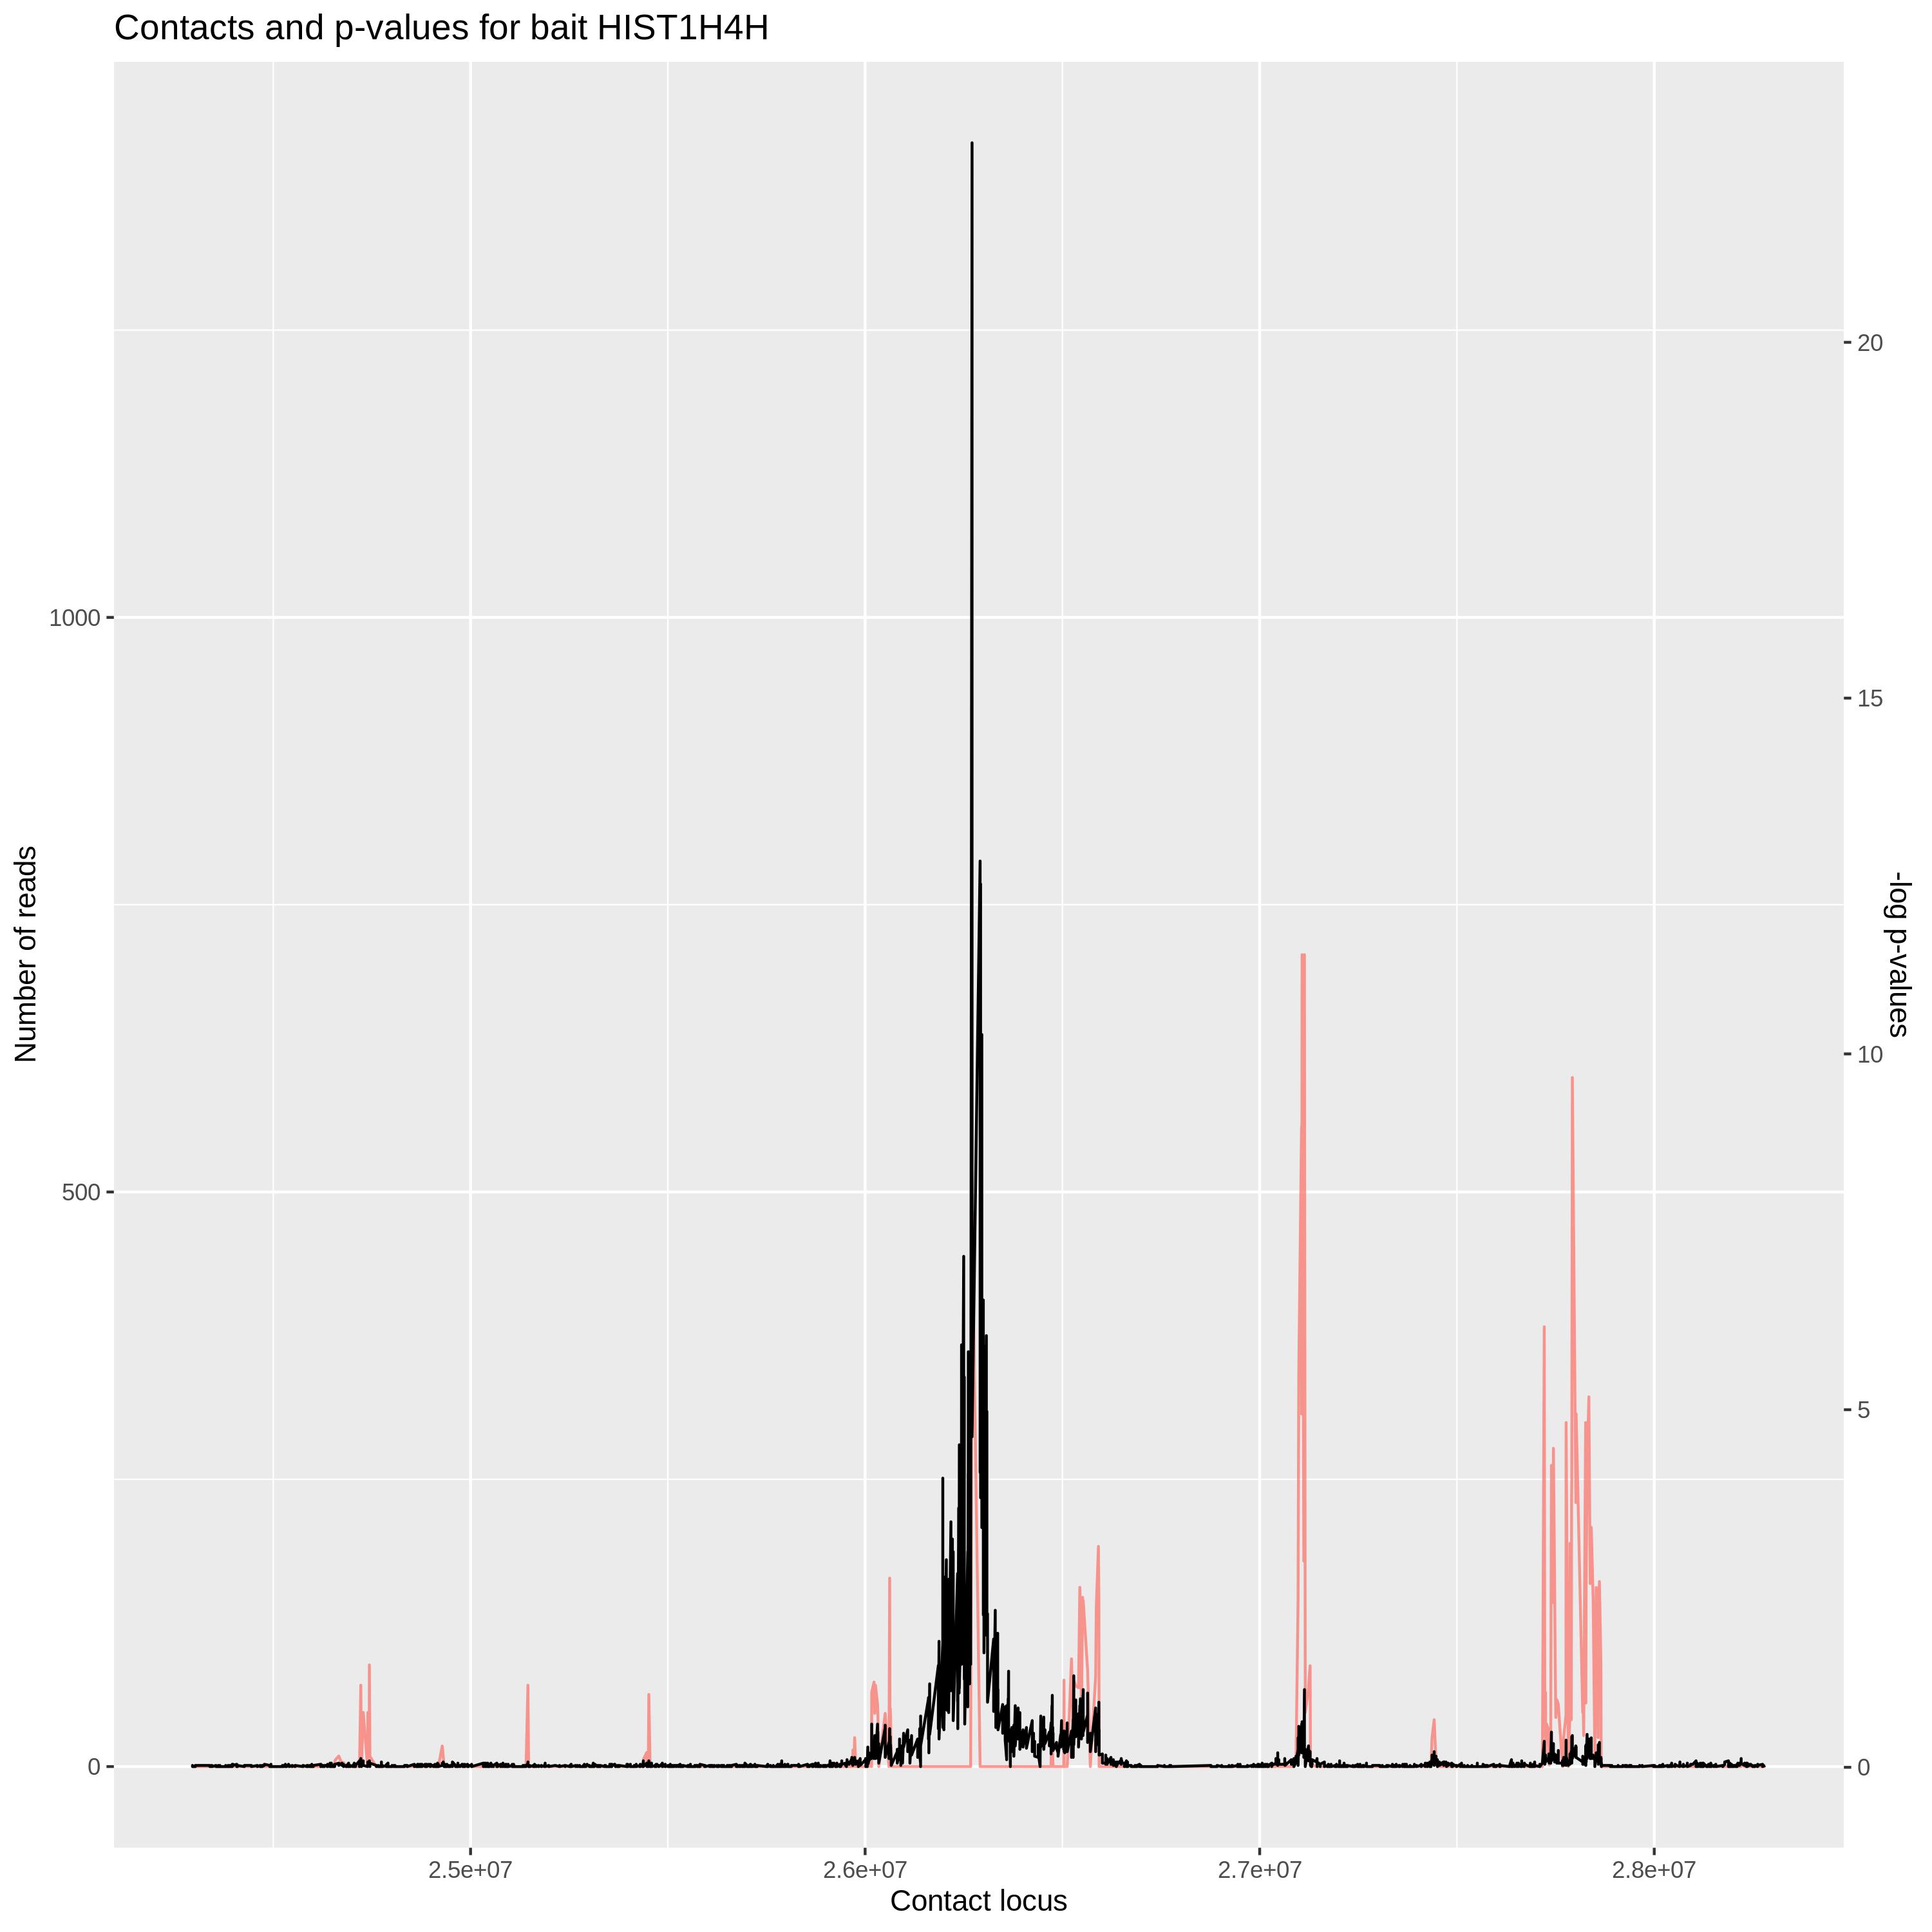 Contacts and p-values for bait HIST1H4H
Number of reads
1000
500
0
20
15
10
5
0
-log p-values
2.5e+07 2.6e+07 2.7e+07 2.8e+07
Contact locus